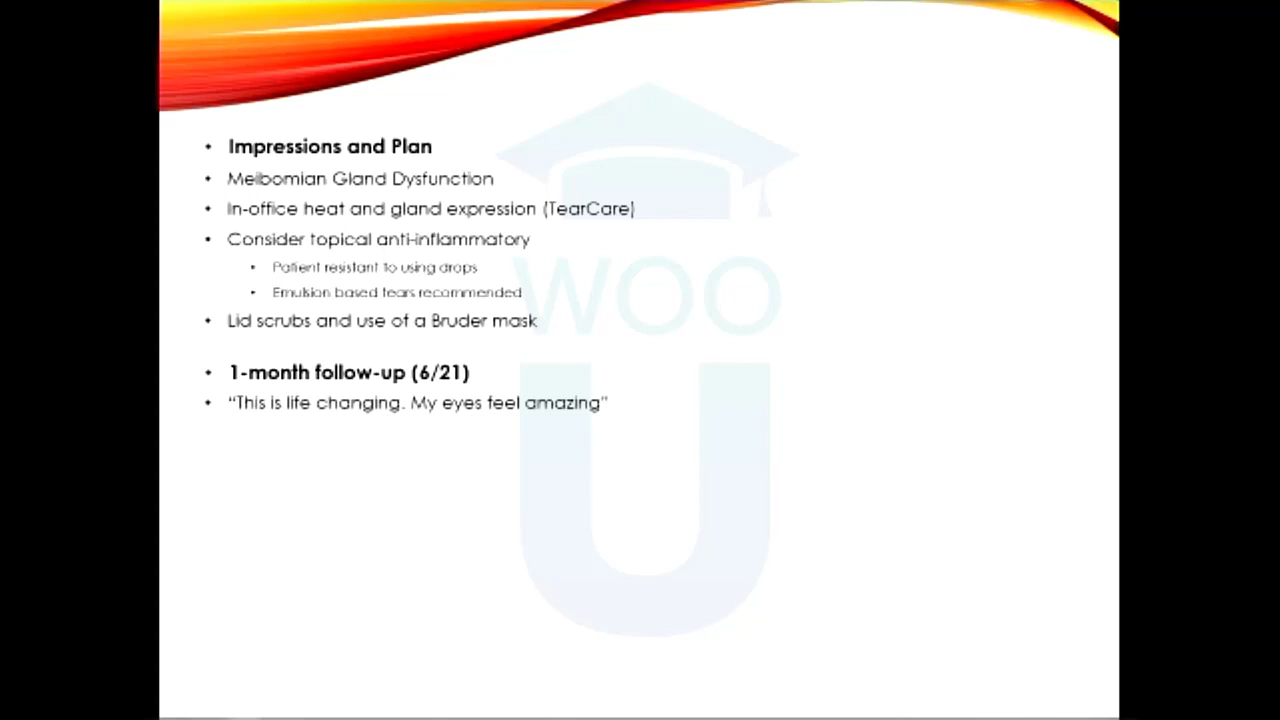 • Impressions and Plan
• Meibomian Gland Dysfunction
• In-office heat and gland expression (TearCare)
• Consider topical anti-inflammatory
• Patient resistant to using drops
• Emulsion based tears recommended
• Lid scrubs and use of a Bruder mask
• 1-month follow-up (6/21)
• “This is life changing. My eyes feel amazing”
WOO
U